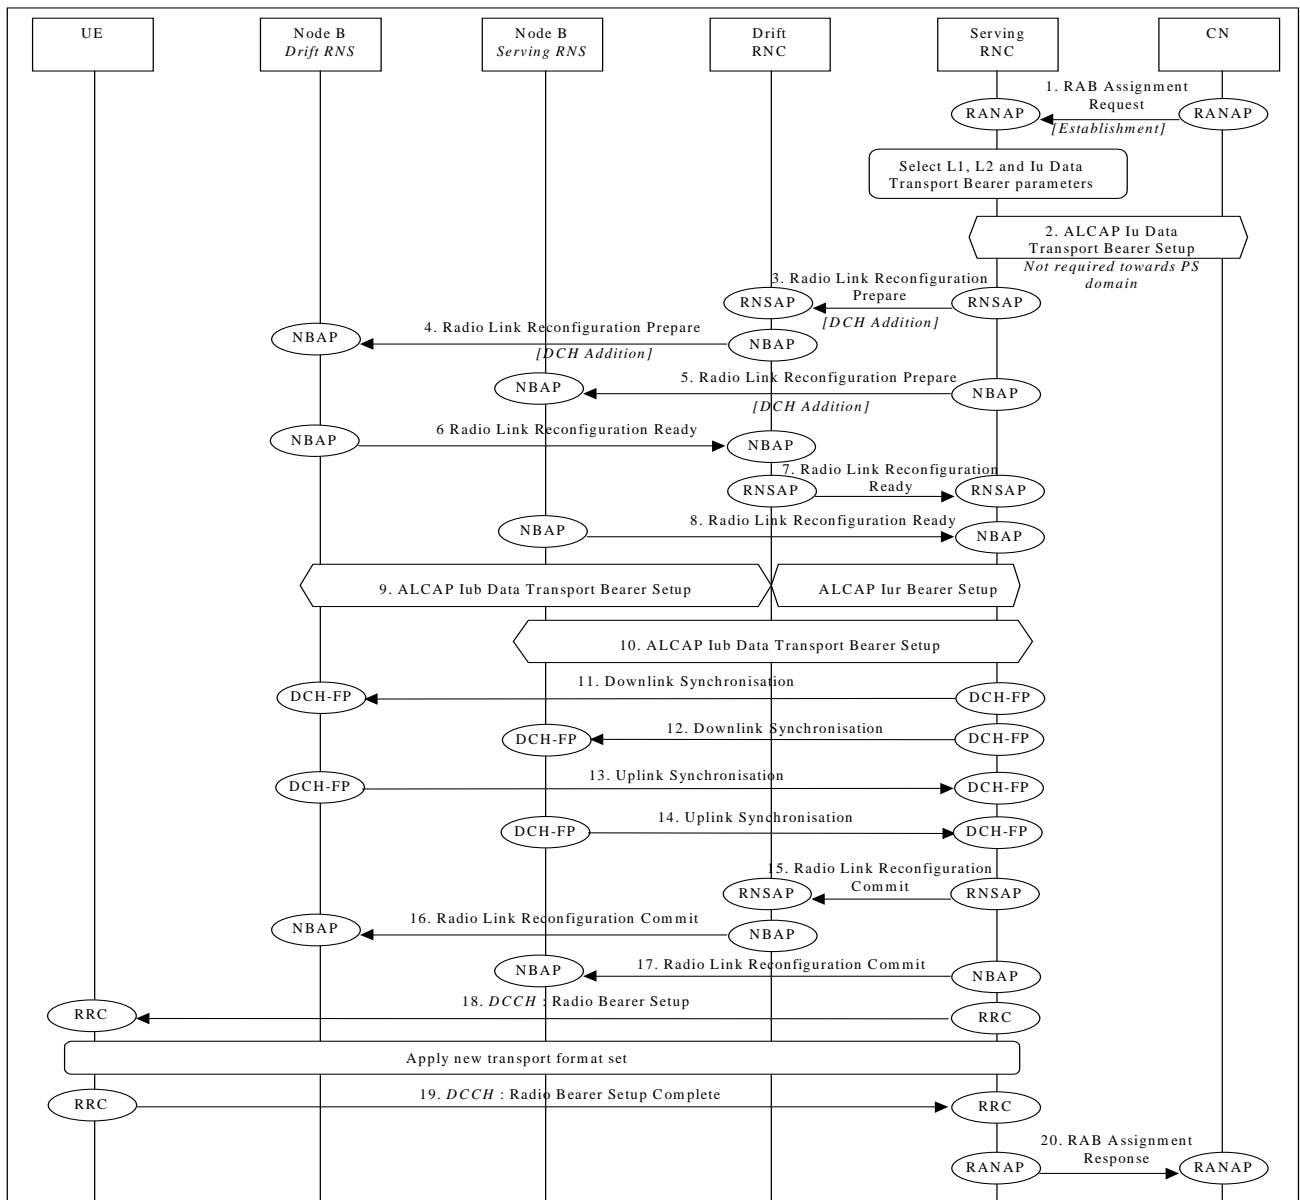 UE
Node B
Drift RNS
Node B
Serving RNS
Drift
RNC
Serving
RNC
CN
1. RAB Assignment
Request
RANAP
RANAP
[Establishment]
Select L1, L2 and Iu Data
Transport Bearer parameters
2. ALCAP Iu Data
Transport Bearer Setup
Not required towards PS
domain
3. Radio Link Reconfiguration
Prepare
RNSAP
RNSAP
[DCH Addition]
4. Radio Link Reconfiguration Prepare
NBAP
NBAP
[DCH Addition]
5. Radio Link Reconfiguration Prepare
NBAP
NBAP
[DCH Addition]
6 Radio Link Reconfiguration Ready
NBAP
NBAP
7. Radio Link Reconfiguration
Ready
RNSAP
RNSAP
8. Radio Link Reconfiguration Ready
NBAP
NBAP
9. ALCAP Iub Data Transport Bearer Setup
ALCAP Iur Bearer Setup
10. ALCAP Iub Data Transport Bearer Setup
11. Downlink Synchronisation
DCH-FP
DCH-FP
12. Downlink Synchronisation
DCH-FP
DCH-FP
13. Uplink Synchronisation
DCH-FP
DCH-FP
14. Uplink Synchronisation
DCH-FP
DCH-FP
15. Radio Link Reconfiguration
Commit
RNSAP
RNSAP
16. Radio Link Reconfiguration Commit
NBAP
NBAP
17. Radio Link Reconfiguration Commit
NBAP
NBAP
18. DCCH : Radio Bearer Setup
RRC
RRC
Apply new transport format set
19. DCCH : Radio Bearer Setup Complete
RRC
RRC
20. RAB Assignment
Response
RANAP
RANAP